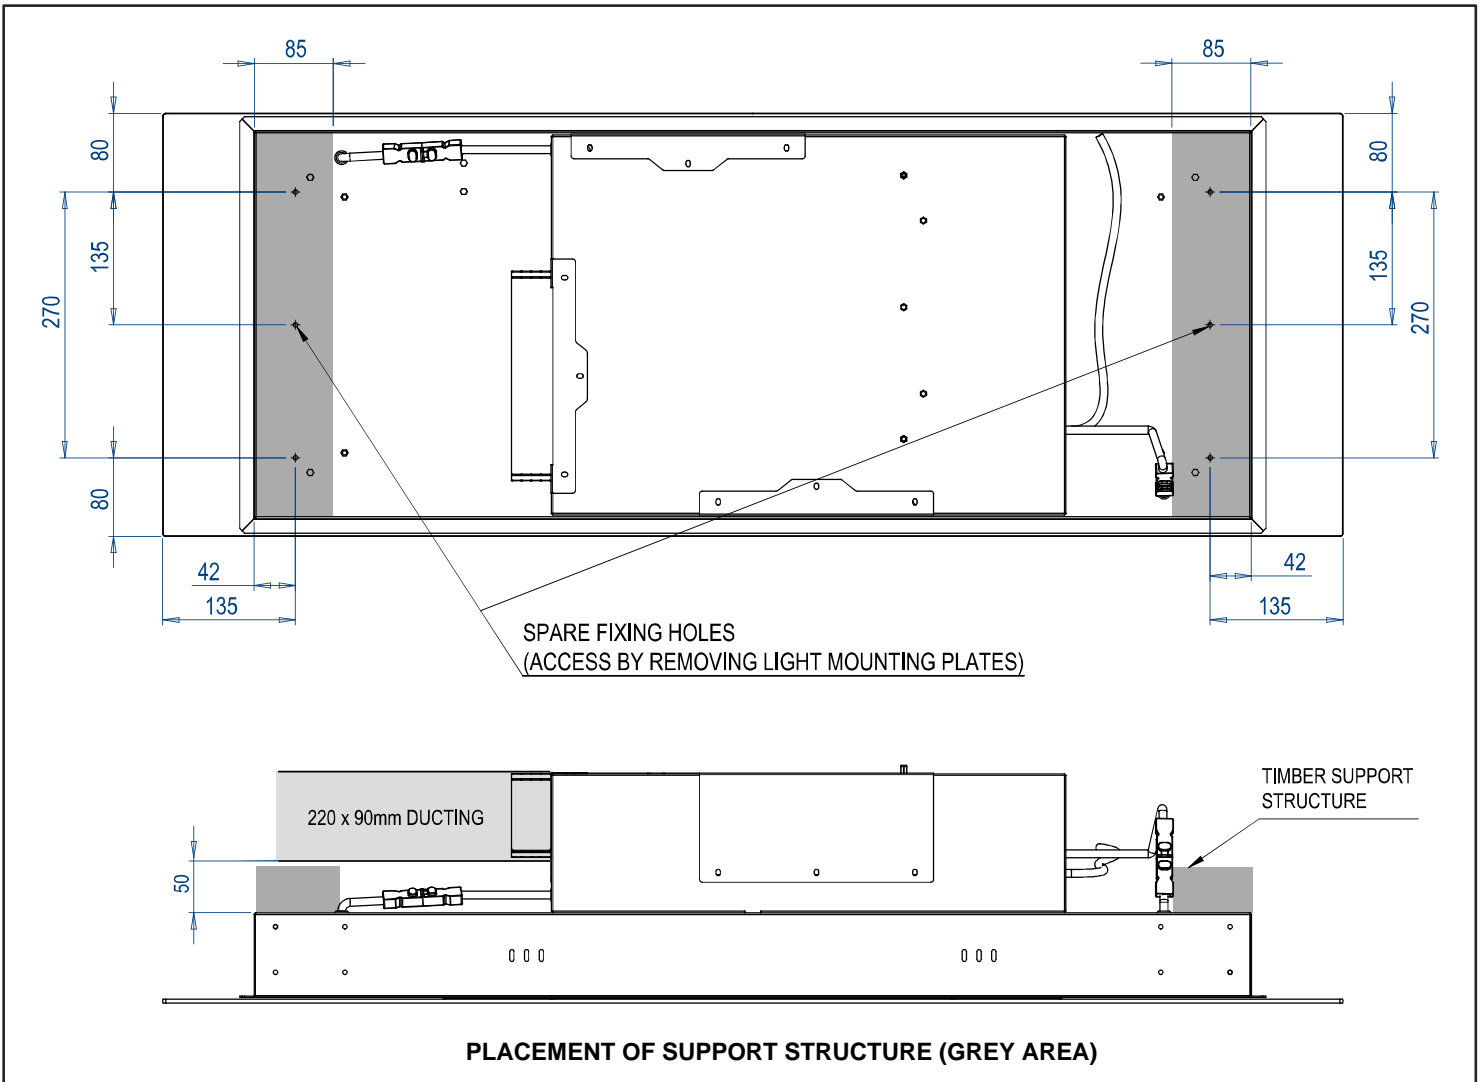 85
85
80
80
135
135
270
270
80
42
42
135
135
SPARE FIXING HOLES
(ACCESS BY REMOVING LIGHT MOUNTING PLATES)
TIMBER SUPPORT
STRUCTURE
220 x 90mm DUCTING
50
PLACEMENT OF SUPPORT STRUCTURE (GREY AREA)